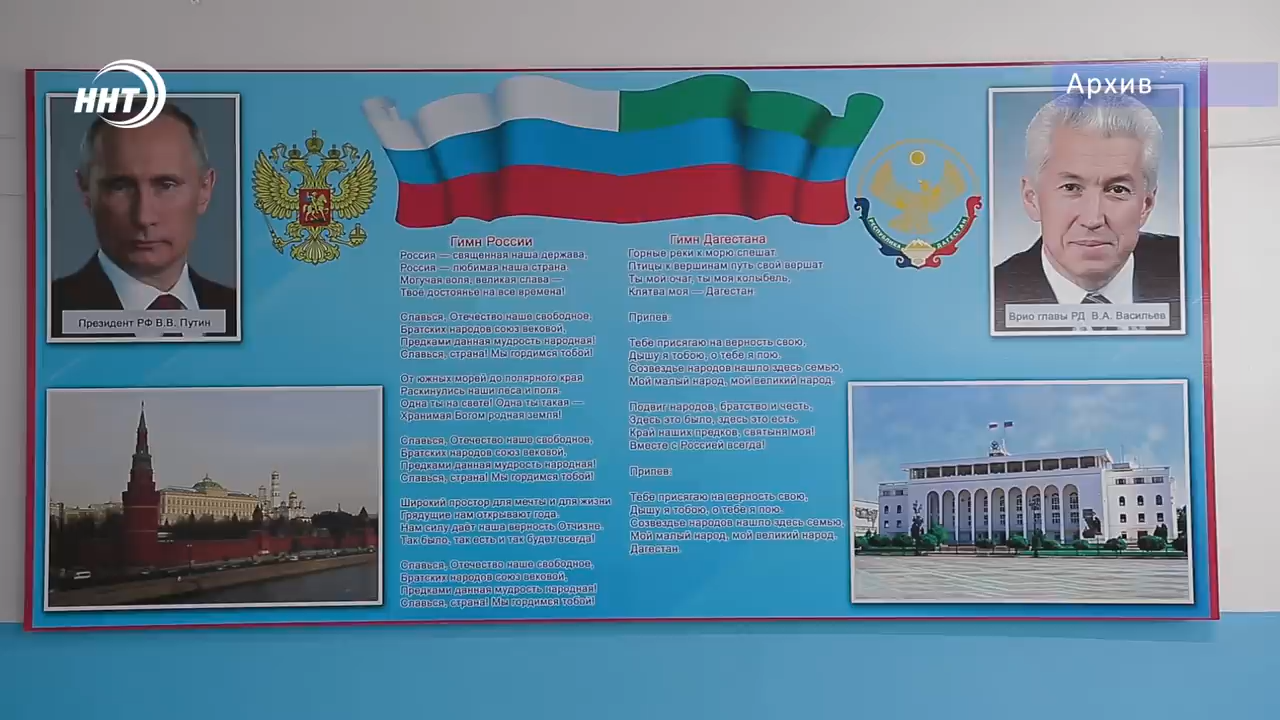 ННТ
Архив
Президент РФ В.В. Путин
Гимн России
Россия — священная наша держава,
Россия — любимая наша страна.
Могучая воля, великая слава —
Твоё достоянье на все времена!
Славься, Отечество наше свободное,
Братских народов союз вековой,
Предками данная мудрость народная!
Славься, страна! Мы гордимся тобой!
От южных морей до полярного края
Раскинулись наши леса и поля.
Одна ты на свете! Одна ты такая —
Хранимая Богом родная земля!
Славься, Отечество наше свободное,
Братских народов союз вековой,
Предками данная мудрость народная!
Славься, страна! Мы гордимся тобой!
Широкий простор для мечты и для жизни
Грядущие нам открывают года.
Нам силу даёт наша верность Отчизне.
Так было, так есть и так будет всегда!
Славься, Отечество наше свободное,
Братских народов союз вековой,
Предками данная мудрость народная!
Славься, страна! Мы гордимся тобой!
Гимн Дагестана
Горные реки к морю спешат.
Птицы к вершинам путь свой вершат.
Ты мой очаг, ты моя колыбель,
Клятва моя — Дагестан.
Припев:
Тебе присягаю на верность свою,
Дышу я тобою, о тебе я пою.
Созвездье народов нашло здесь семью,
Мой малый народ, мой великий народ.
Подвиг народов, братство и честь,
Здесь это было, здесь это есть.
Край наших предков, святыня моя!
Вместе с Россией всегда!
Припев:
Тебе присягаю на верность свою,
Дышу я тобою, о тебе я пою.
Созвездье народов нашло здесь семью,
Мой малый народ, мой великий народ.
Дагестан.
РЕСПУБЛИКА ДАГЕСТАН
Врио главы РД В.А. Васильев